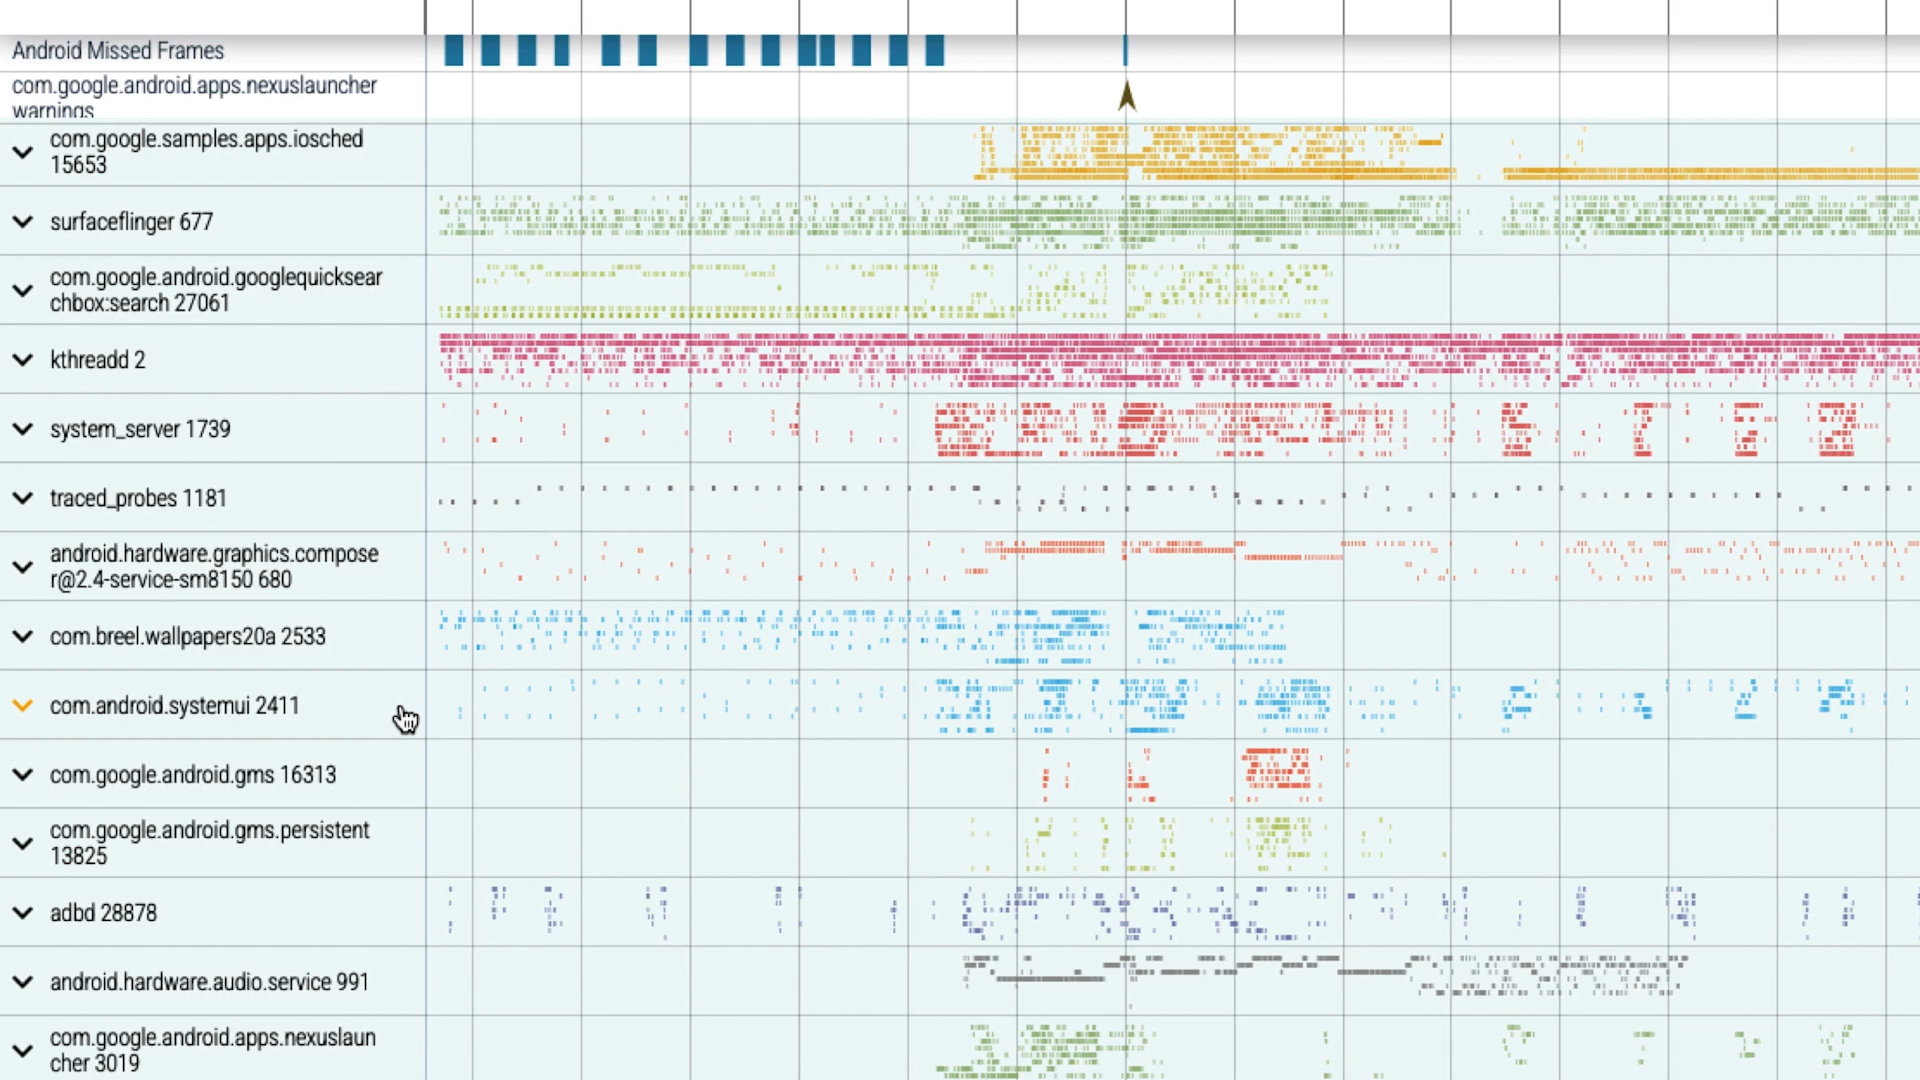 Android Missed Frames
com.google.android.apps.nexuslauncher
warnings
com.google.samples.apps.iosched
15653
surfaceflinger 677
com.google.android.googlequicksear
chbox:search 27061
kthreadd 2
system_server 1739
traced_probes 1181
android.hardware.graphics.compose
r@2.4-service-sm8150 680
com.breel.wallpapers20a 2533
com.android.systemui 2411
com.google.android.gms 16313
com.google.android.gms.persistent
13825
adbd 28878
android.hardware.audio.service 991
com.google.android.apps.nexuslaun
cher 3019